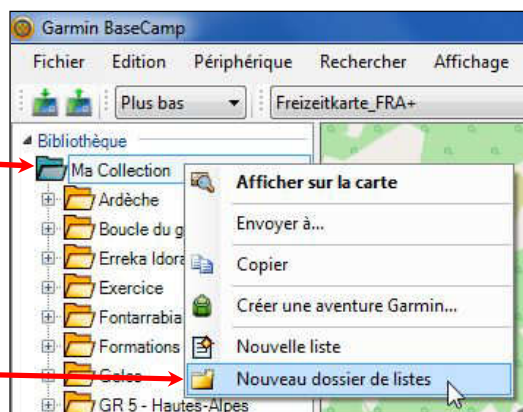 Garmin BaseCamp
Fichier Edition Périphérique Rechercher Affichage
Plus bas Freizeitkarte_FRA+
Bibliothèque
Ma Collection
Ardèche
Boucle du g
Erreka Idora
Exercice
Fontarrabia
Formations
GR 5 - Hautes-Alpes
Afficher sur la carte
Envoyer à...
Copier
Créer une aventure Garmin...
Nouvelle liste
Nouveau dossier de listes